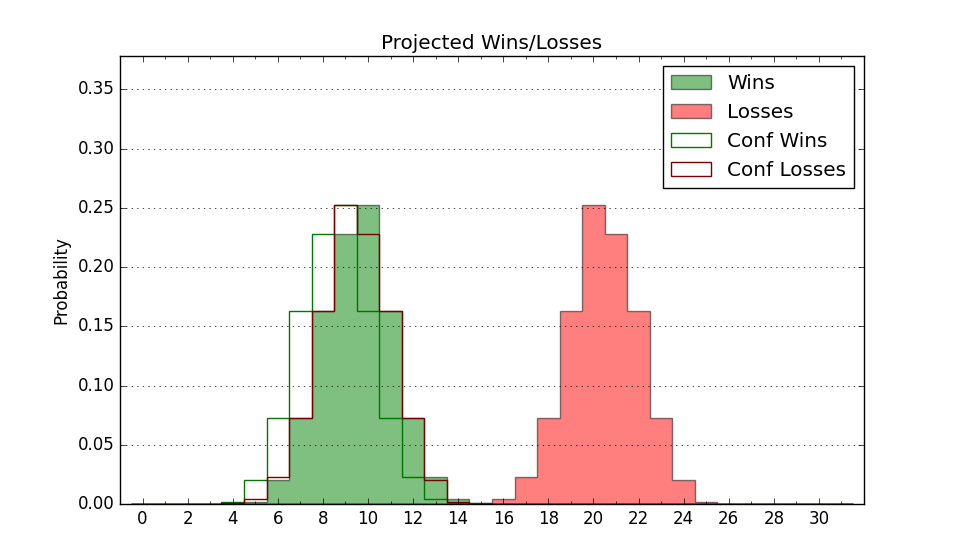 Projected Wins/Losses
Wins
Losses
Conf Wins
Conf Losses
Probability
0.35
0.30
0.25
0.20
0.15
0.10
0.05
0.00
0 2 4 6 8 10 12 14 16 18 20 22 24 26 28 30